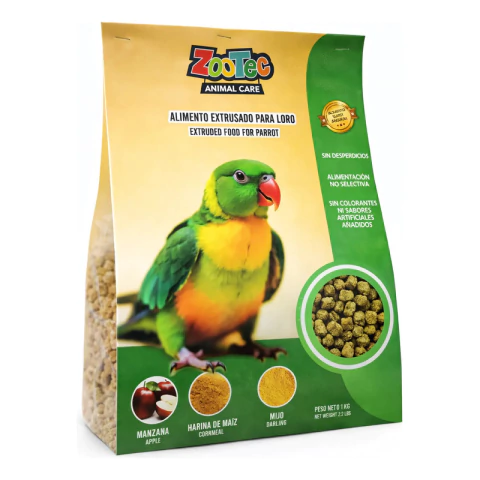 ZOOTEC
ANIMAL CARE
ALIMENTO EXTRUSADO PARA LORO
EXTRUDED FOOD FOR PARROT
SIN DESPERDICIOS
ALIMENTACIÓN
NO SELECTIVA
SIN COLORANTES
NI SABORES
ARTIFICIALES
AÑADIDOS
MANZANA
APPLE
HARINA DE MAÍZ
CORNMEAL
MIJO
DARLING
PESO NETO 1 KG
NET WEIGHT 2.2 LBS